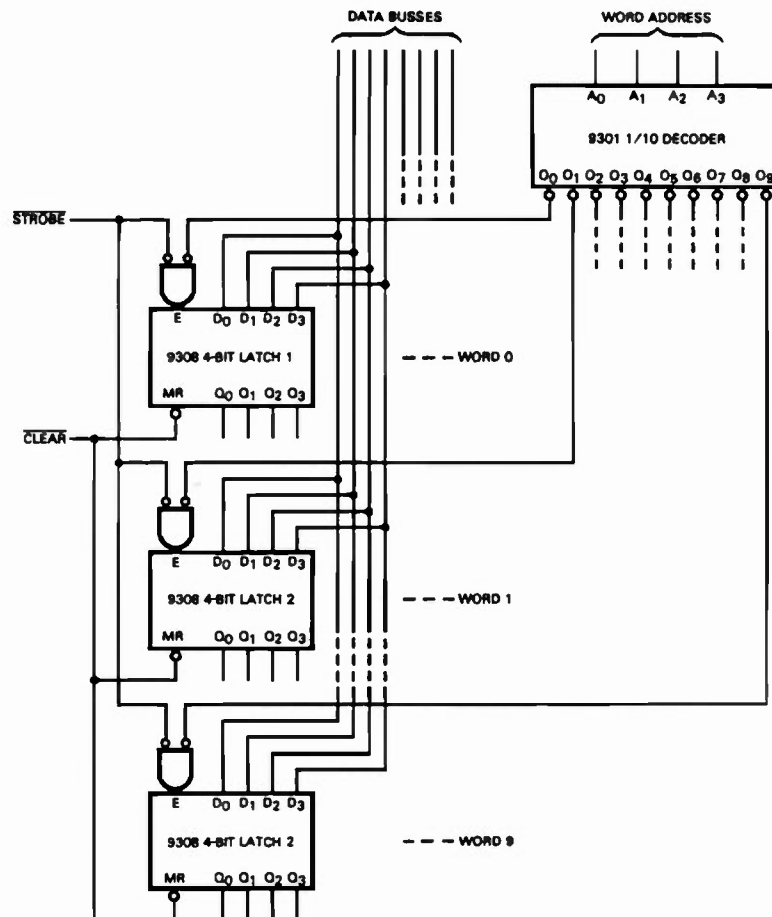 DATA BUSSES
WORD ADDRESS
A0 A1 A2 A3
9301 1/10 DECODER
O0 O1 O2 O3 O4 O5 O6 O7 O8 O9
STROBE
E D0 D1 D2 D3
9308 4-BIT LATCH 1
WORD 0
MR Q0 Q1 Q2 Q3
CLEAR
E D0 D1 D2 D3
9308 4-BIT LATCH 2
WORD 1
MR Q0 Q1 Q2 Q3
E D0 D1 D2 D3
9308 4-BIT LATCH 2
WORD 9
MR Q0 Q1 Q2 Q3